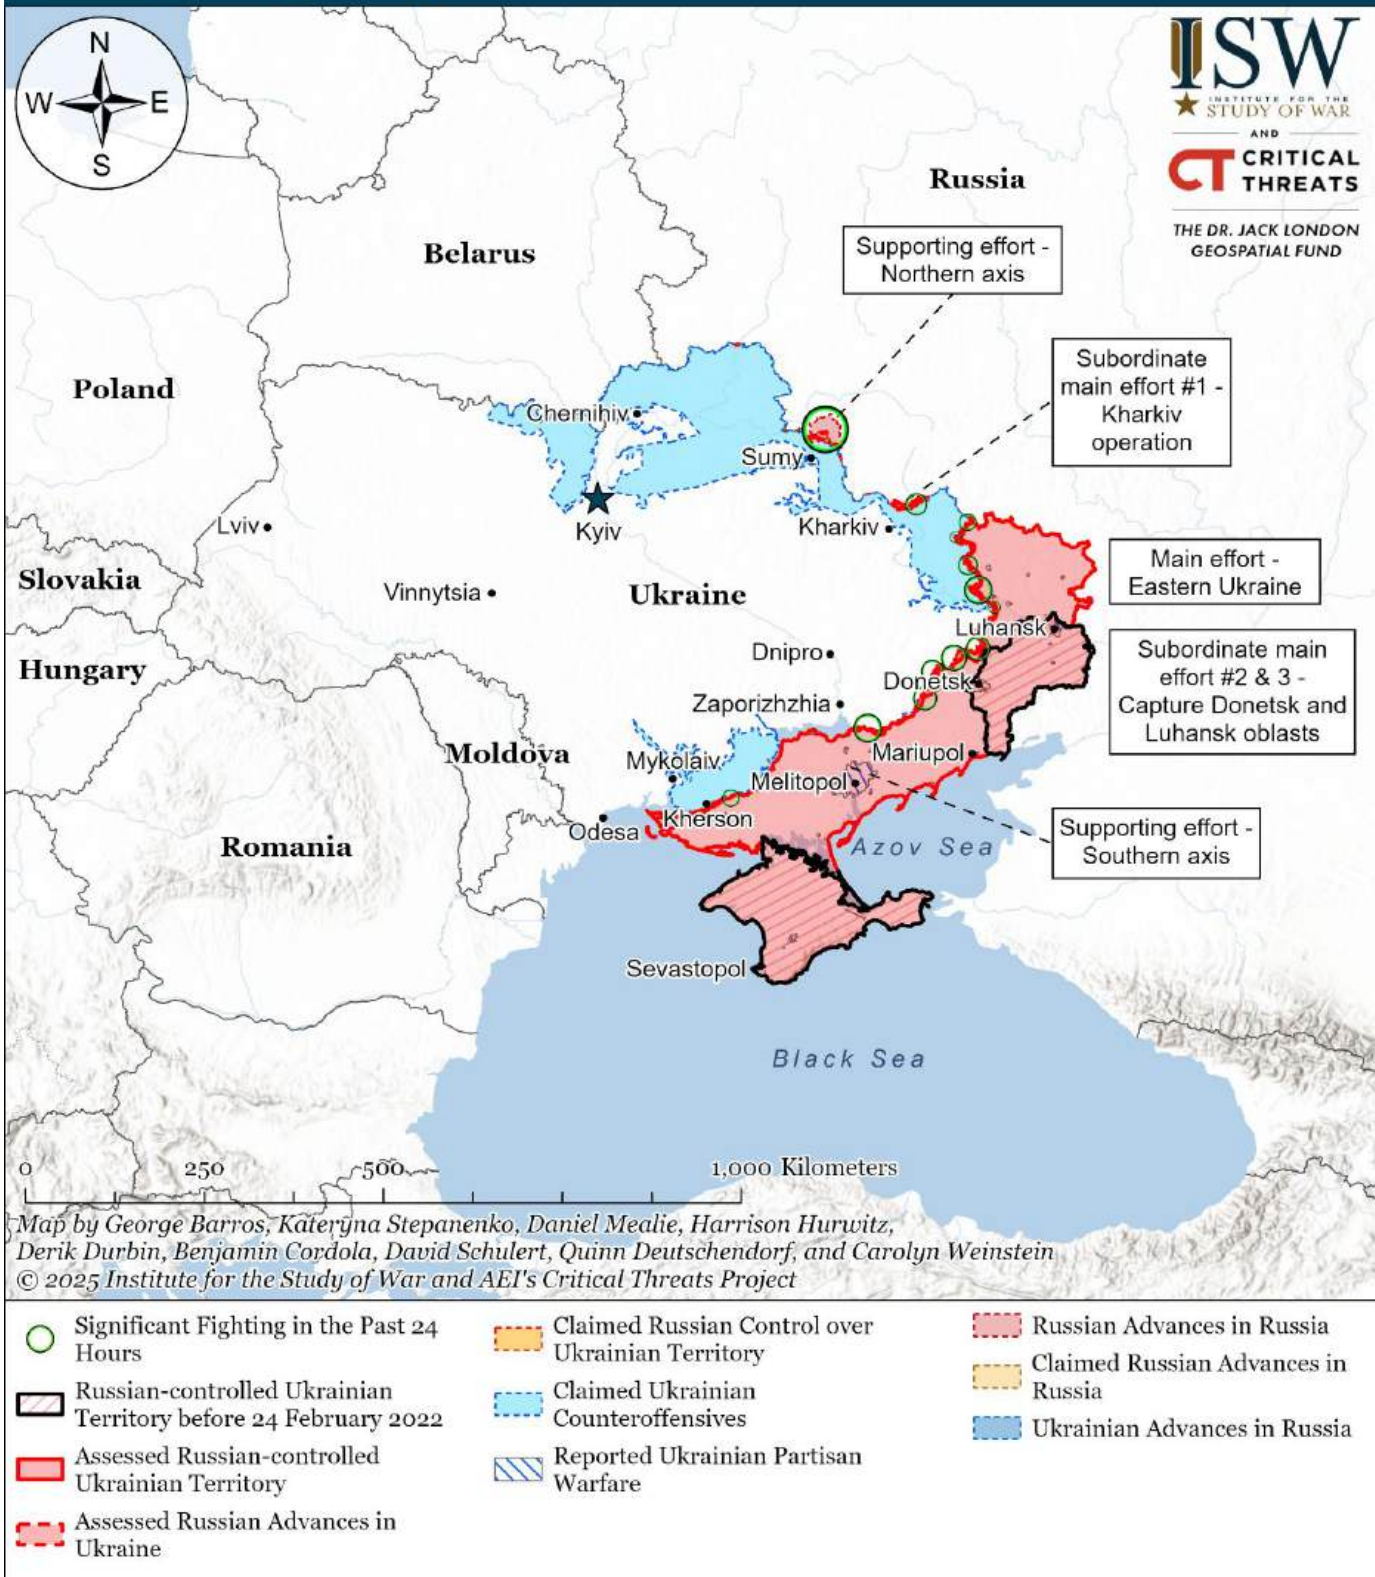 N
W
E
S
ISW
INSTITUTE FOR THE
STUDY OF WAR
AND
CT CRITICAL
THREATS
THE DR. JACK LONDON
GEOSPATIAL FUND
Russia
Supporting effort -
Northern axis
Belarus
Subordinate
main effort #1 -
Kharkiv
operation
Poland
Chernihiv
Sumy
Kyiv
Lviv
Kharkiv
Slovakia
Main effort -
Eastern Ukraine
Vinnytsia
Ukraine
Luhansk
Hungary
Dnipro
Subordinate main
effort #2 & 3 -
Capture Donetsk and
Luhansk oblasts
Donetsk
Zaporizhzhia
Moldova
Mykolaiv
Mariupol
Melitopol
Kherson
Odesa
Romania
Azov Sea
Supporting effort -
Southern axis
Sevastopol
Black Sea
0
250
500
1,000 Kilometers
Map by George Barros, Kateryna Stepanenko, Daniel Mealie, Harrison Hurwitz,
Derik Durbin, Benjamin Cordola, David Schulert, Quinn Deutschendorf, and Carolyn Weinstein
© 2025 Institute for the Study of War and AEI's Critical Threats Project
Significant Fighting in the Past 24
Hours
Russian-controlled Ukrainian
Territory before 24 February 2022
Assessed Russian-controlled
Ukrainian Territory
Assessed Russian Advances in
Ukraine
Claimed Russian Control over
Ukrainian Territory
Claimed Ukrainian
Counteroffensives
Reported Ukrainian Partisan
Warfare
Russian Advances in Russia
Claimed Russian Advances in
Russia
Ukrainian Advances in Russia